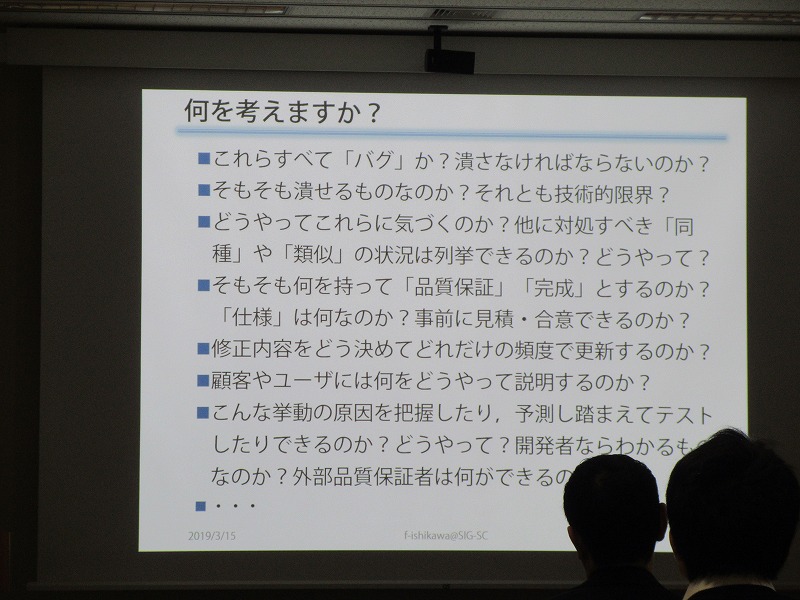 何を考えますか？
■これらすべて「バグ」か？潰さなければならないのか？
■そもそも潰せるものなのか？それとも技術的限界？
■どうやってこれらに気づくのか？他に対処すべき「同
種」や「類似」の状況は列挙できるのか？どうやって？
■そもそも何を持って「品質保証」「完成」とするのか？
「仕様」は何なのか？事前に見積・合意できるのか？
■修正内容をどう決めてどれだけの頻度で更新するのか？
■顧客やユーザには何をどうやって説明するのか？
■こんな挙動の原因を把握したり，予測し踏まえてテスト
したりできるのか？どうやって？開発者ならわかるも
なのか？外部品質保証者は何ができるの
■・・・
2019/3/15 f-ishikawa@SIG-SC